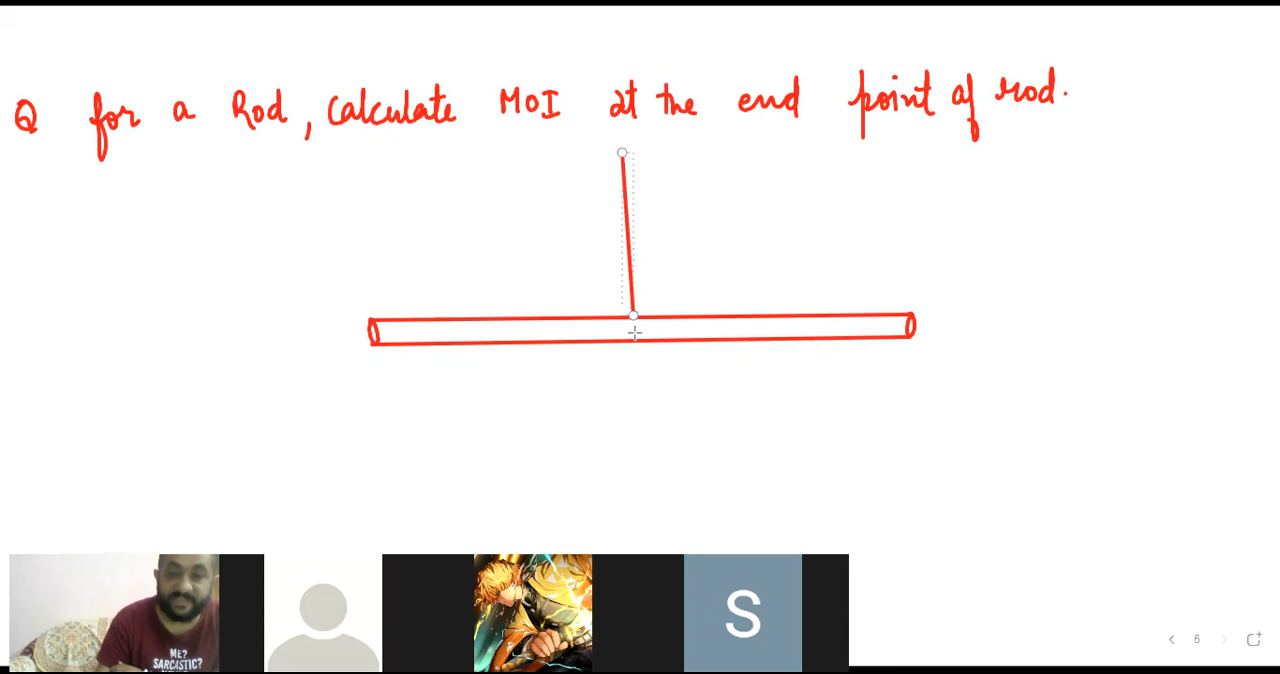 Q for a Rod, Calculate MOI at the end point of rod.
ME?
SARCASTIC?
S
6